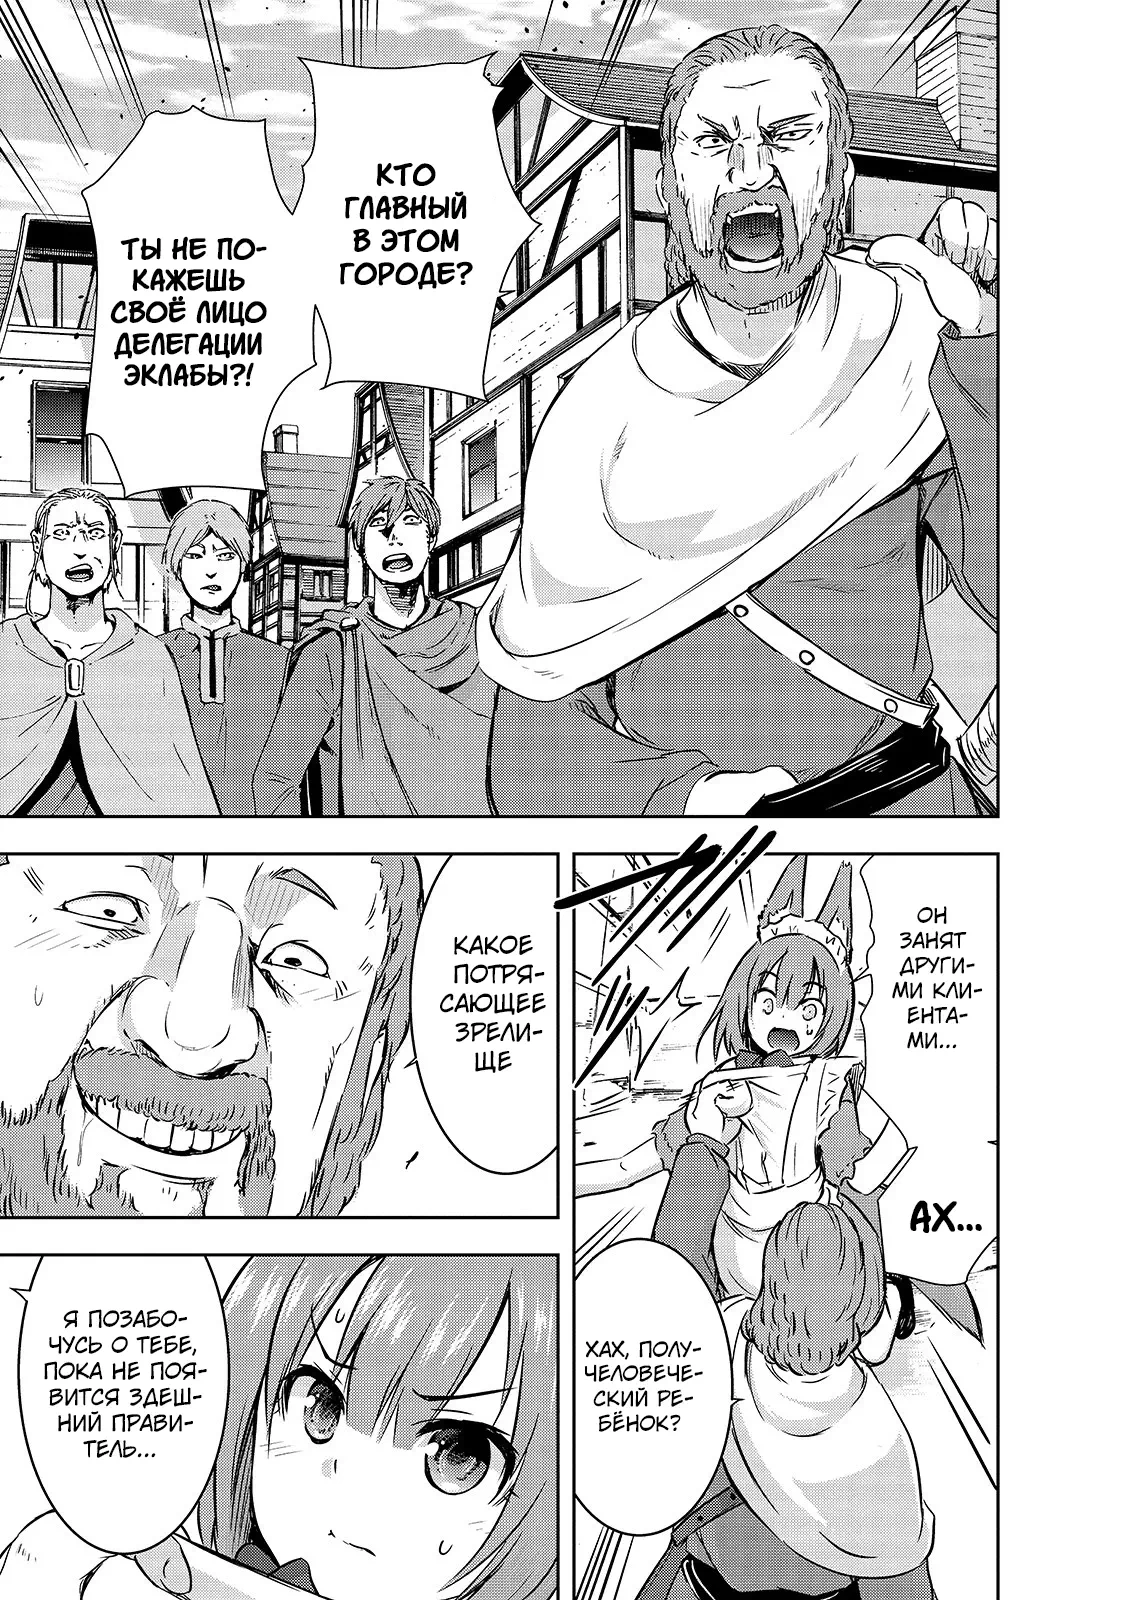 КТО
ГЛАВНЫЙ
В ЭТОМ
ГОРОДЕ?
ТЫ НЕ ПО-
КАЖЕШЬ
СВОЁ ЛИЦО
ДЕЛЕГАЦИИ
ЭКЛАБЫ?!
ОН
ЗАНЯТ
ДРУГИ-
МИ КЛИ-
ЕНТА-
МИ...
АХ...
ХАХ, ПОЛУ-
ЧЕЛОВЕЧЕ-
СКИЙ РЕ-
БЁНОК?
КАКОЕ
ПОТРЯ-
САЮЩЕЕ
ЗРЕЛИ-
ЩЕ
Я ПОЗАБО-
ЧУСЬ О ТЕБЕ,
ПОКА НЕ ПОЯ-
ВИТСЯ ЗДЕШ-
НИЙ ПРАВИ-
ТЕЛЬ...